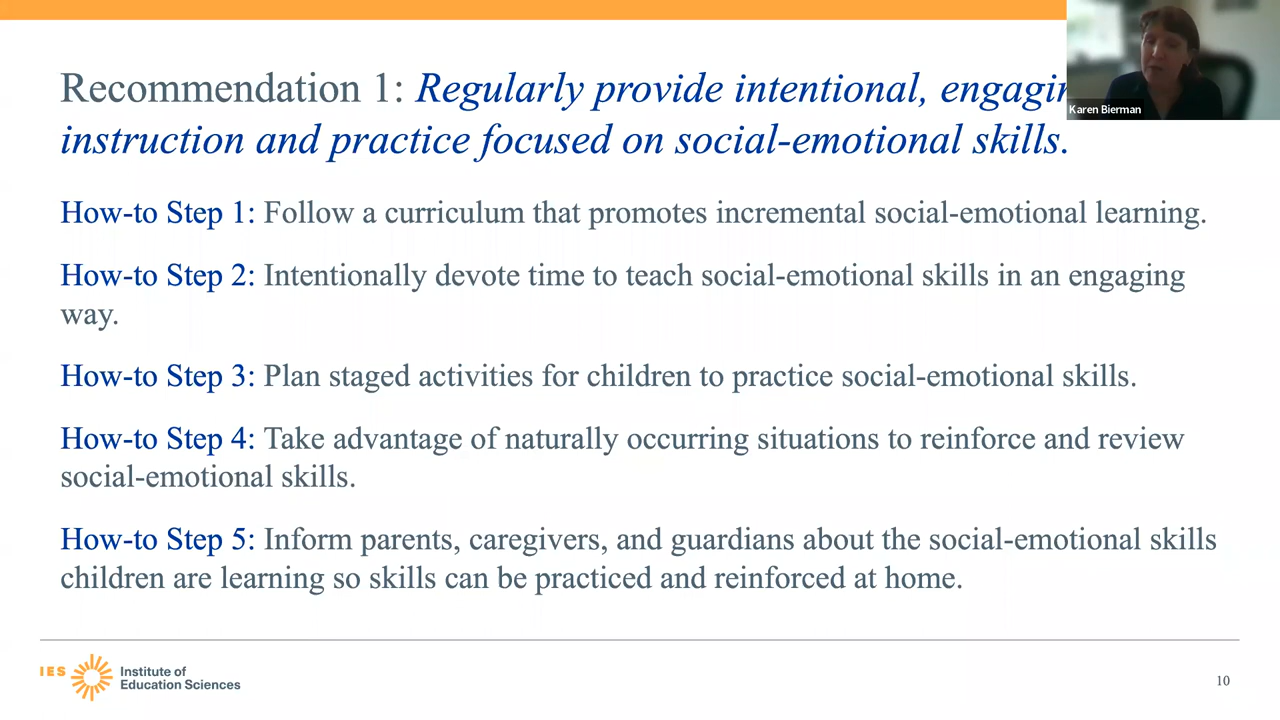 Recommendation 1: Regularly provide intentional, engagin
instruction and practice focused on social-emotional skills.
Karen Bierman
How-to Step 1: Follow a curriculum that promotes incremental social-emotional learning.
How-to Step 2: Intentionally devote time to teach social-emotional skills in an engaging
way.
How-to Step 3: Plan staged activities for children to practice social-emotional skills.
How-to Step 4: Take advantage of naturally occurring situations to reinforce and review
social-emotional skills.
How-to Step 5: Inform parents, caregivers, and guardians about the social-emotional skills
children are learning so skills can be practiced and reinforced at home.
IES Institute of
Education Sciences
10